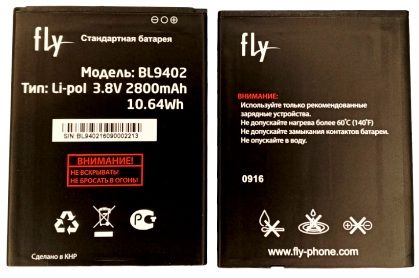 fly
Стандартная батарея
Модель: BL9402
Тип: Li-pol 3.8V 2800mAh
10.64Wh
SN: BL940216090002213
ВНИМАНИЕ!
НЕ ВСКРЫВАТЬ
НЕ БРОСАТЬ В ОГОНЬ!
Сделано в КНР
fly
ВНИМАНИЕ:
Используйте только рекомендованные
зарядные устройства.
Не допускайте нагрева более 60°C (140°F)
Не допускайте замыкания контактов батареи.
Не опускайте в воду.
0916
www.fly-phone.com